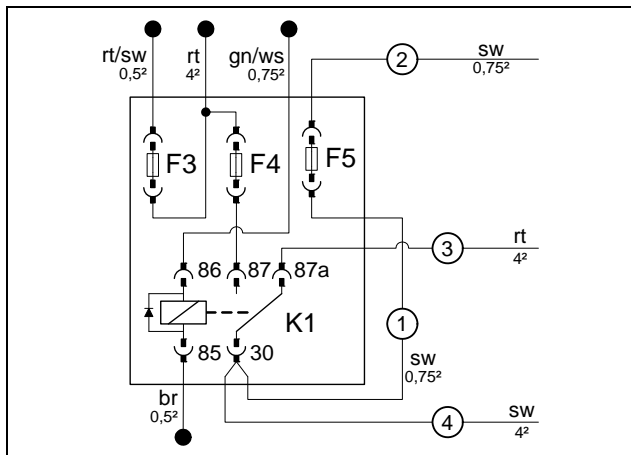 rt/sw
0,5²
rt
4²
gn/ws
0,75²
2
sw
0,75²
F3
F4
F5
3
rt
4²
86
87
87a
K1
1
85
30
sw
0,75²
br
0,5²
4
sw
4²